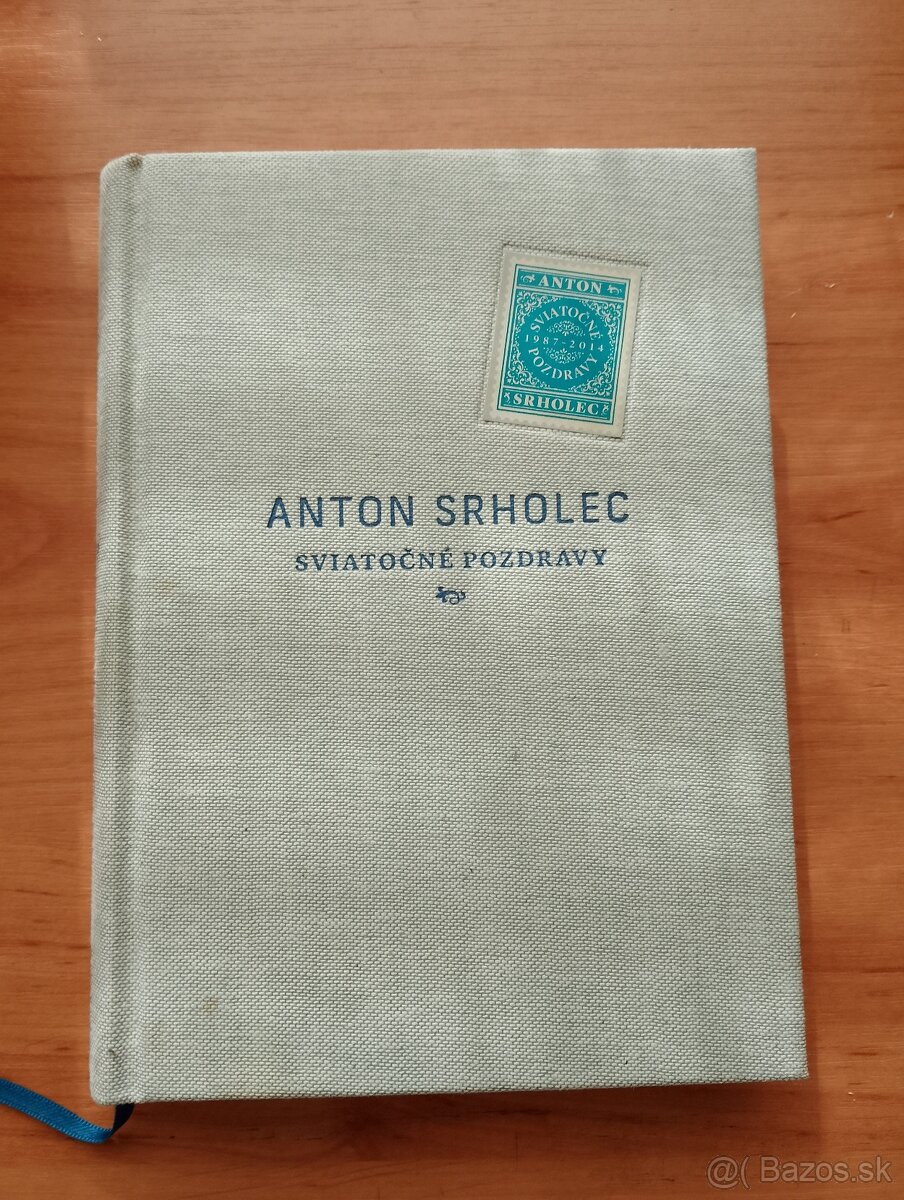 ANTON
SVIATOČNÉ
1987-2014
POZDRAVY
SRHOLEC
ANTON SRHOLEC
SVIATOČNÉ POZDRAVY
@( Bazos.sk